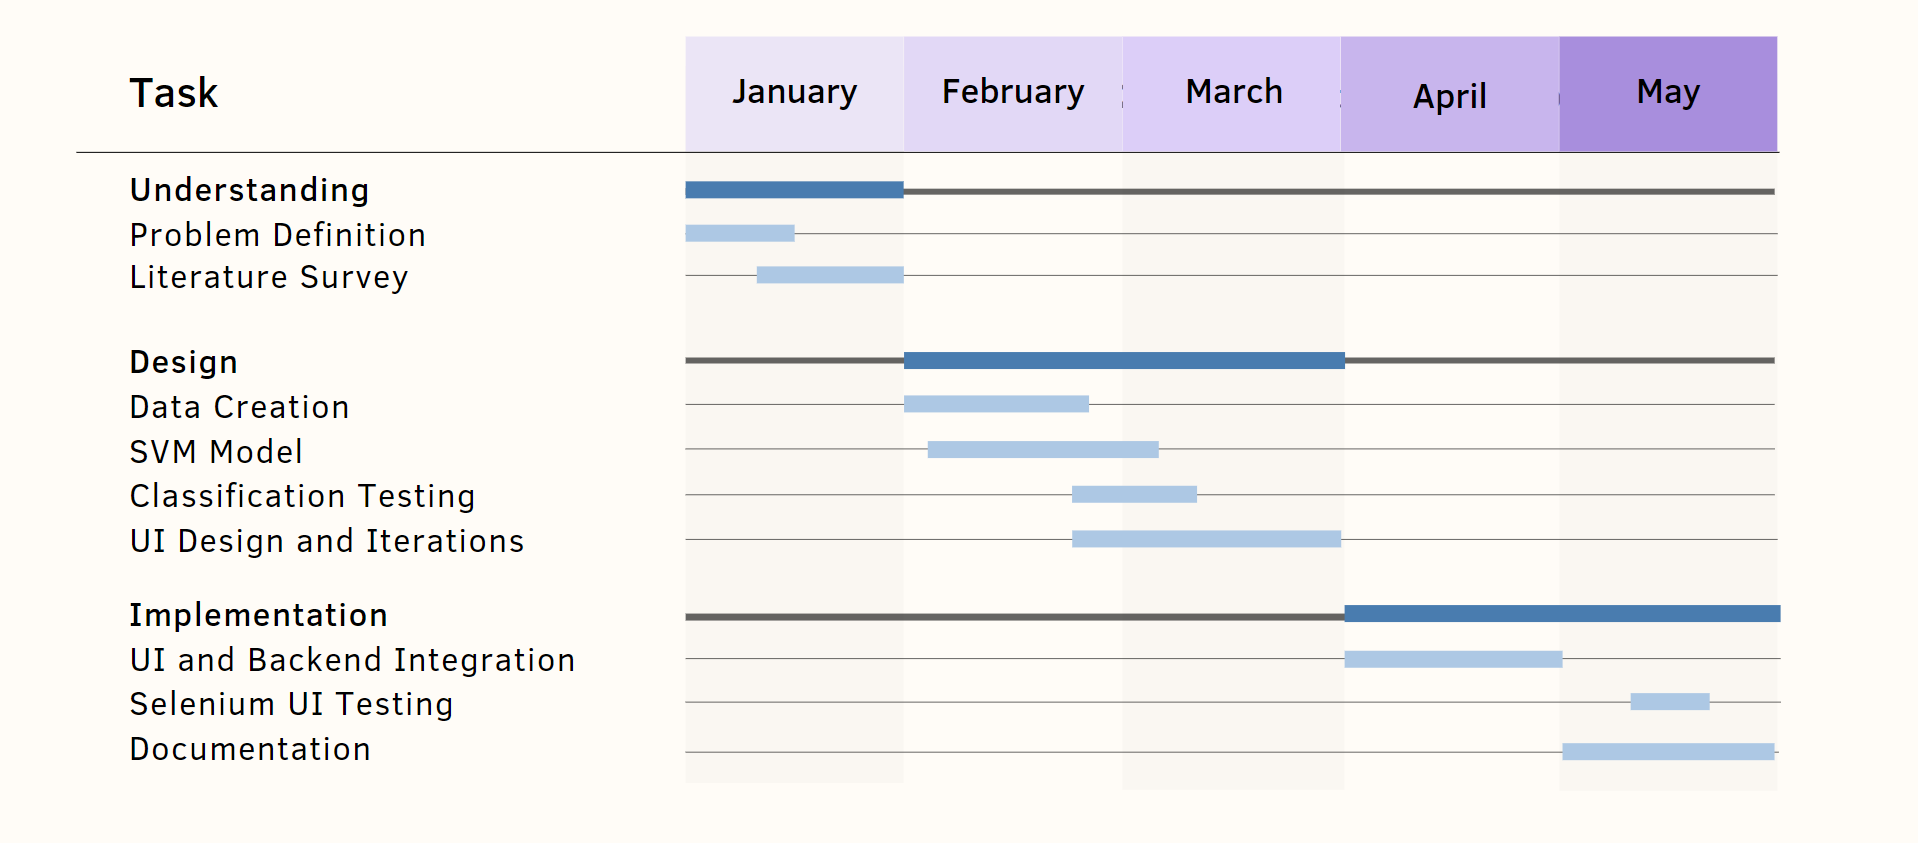 Task January February March April May
Understanding
Problem Definition
Literature Survey
Design
Data Creation
SVM Model
Classification Testing
UI Design and Iterations
Implementation
UI and Backend Integration
Selenium UI Testing
Documentation